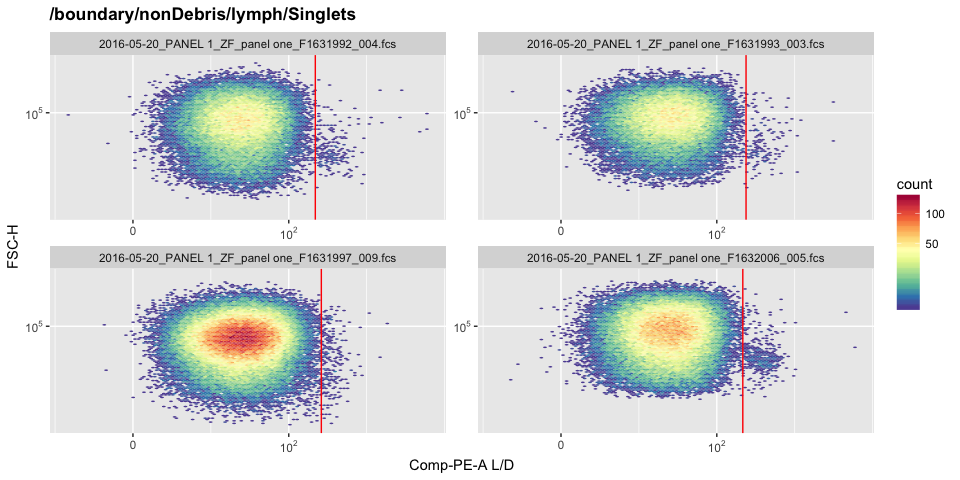 /boundary/nonDebris/lymph/Singlets
2016-05-20_PANEL 1_ZF_panel one_F1631992_004.fcs
2016-05-20_PANEL 1_ZF_panel one_F1631993_003.fcs
10^5
10^5
0
10^2
0
10^2
2016-05-20_PANEL 1_ZF_panel one_F1631997_009.fcs
2016-05-20_PANEL 1_ZF_panel one_F1632006_005.fcs
10^5
10^5
0
10^2
0
10^2
FSC-H
Comp-PE-A L/D
count
100
50